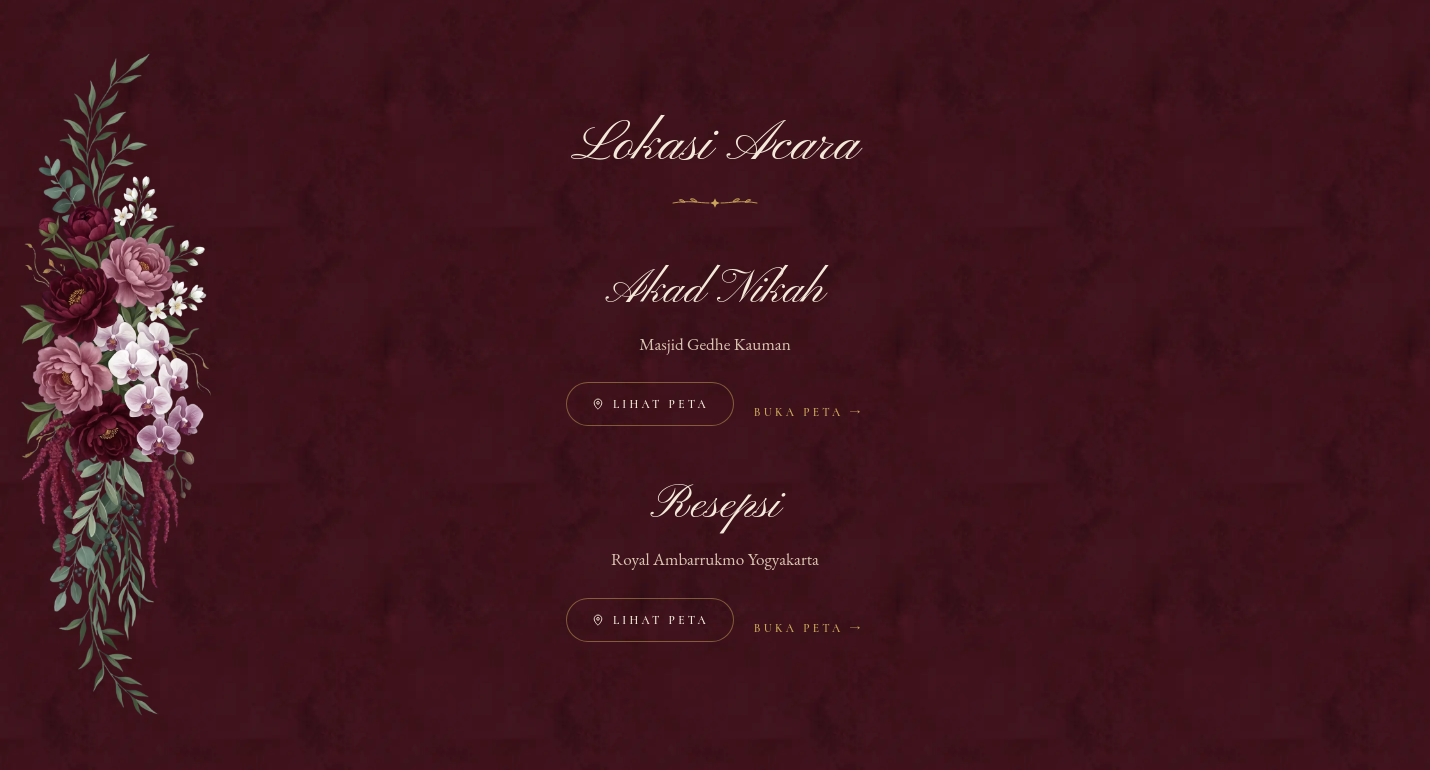 Lokasi Acara
Akad Nikah
Masjid Gedhe Kauman
LIHAT PETA BUKA PETA →
Resepsi
Royal Ambarrukmo Yogyakarta
LIHAT PETA BUKA PETA →